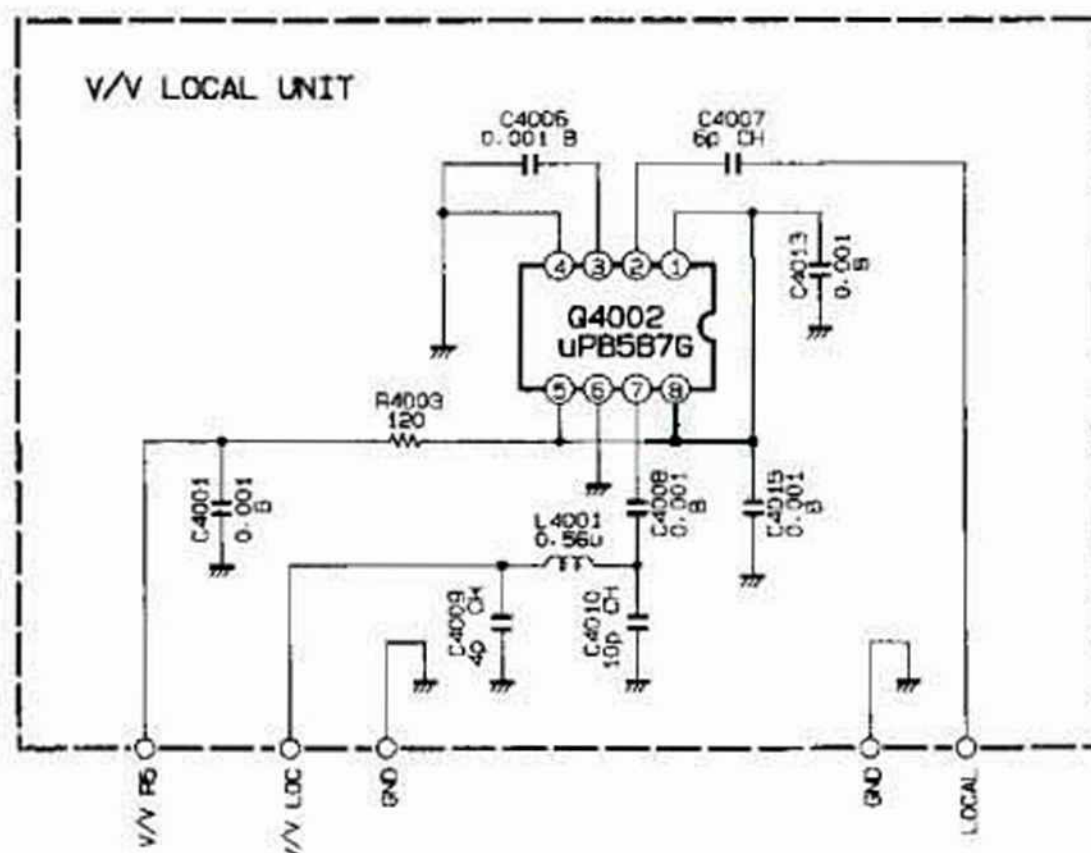 V/V LOCAL UNIT
C4006
0.001 B
C4007
6p CH
C4013
0.001
B
4 3 2 1
Q4002
uPB587G
5 6 7 8
R4003
120
C4001
0.001
B
C4008
0.001
B
C4015
0.001
B
L4001
0.56u
C4009
4p CH
C4010
10p CH
V/V R5
V/V LOC
GND
GND
LOCAL